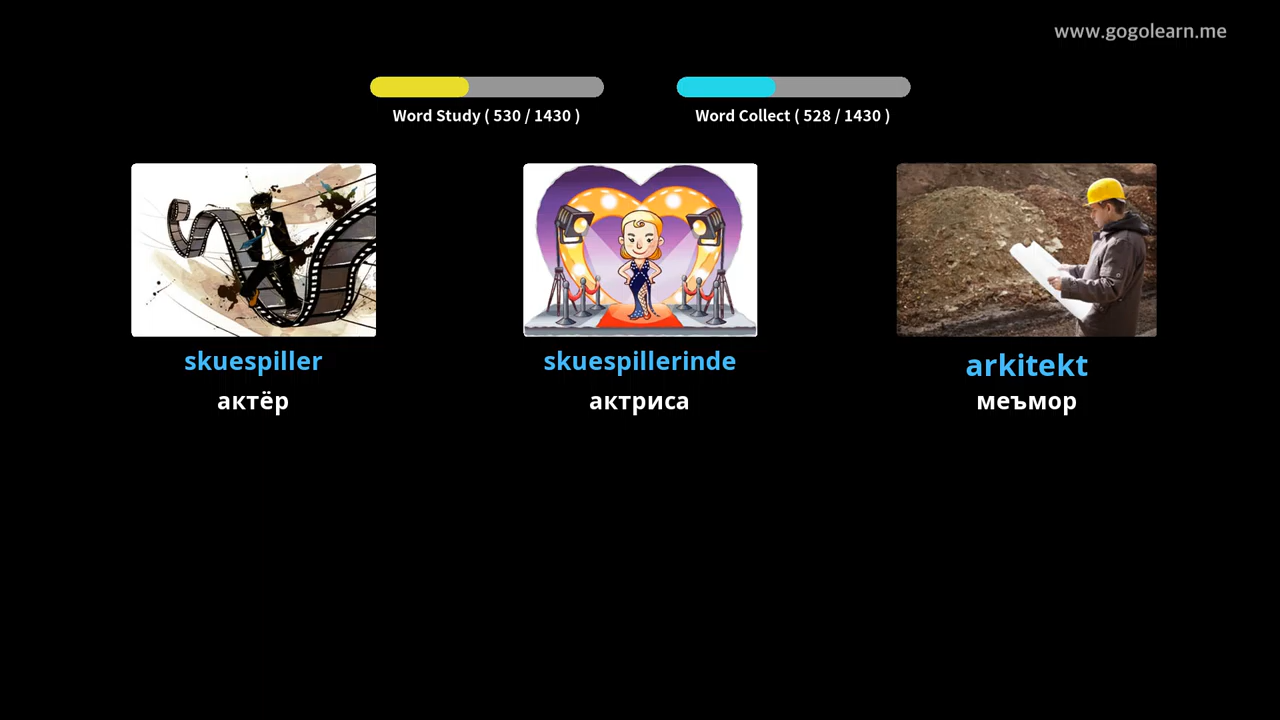 www.gogolearn.me
Word Study ( 530 / 1430 )
Word Collect ( 528 / 1430 )
skuespiller
актёр
skuespillerinde
актриса
arkitekt
меъмор